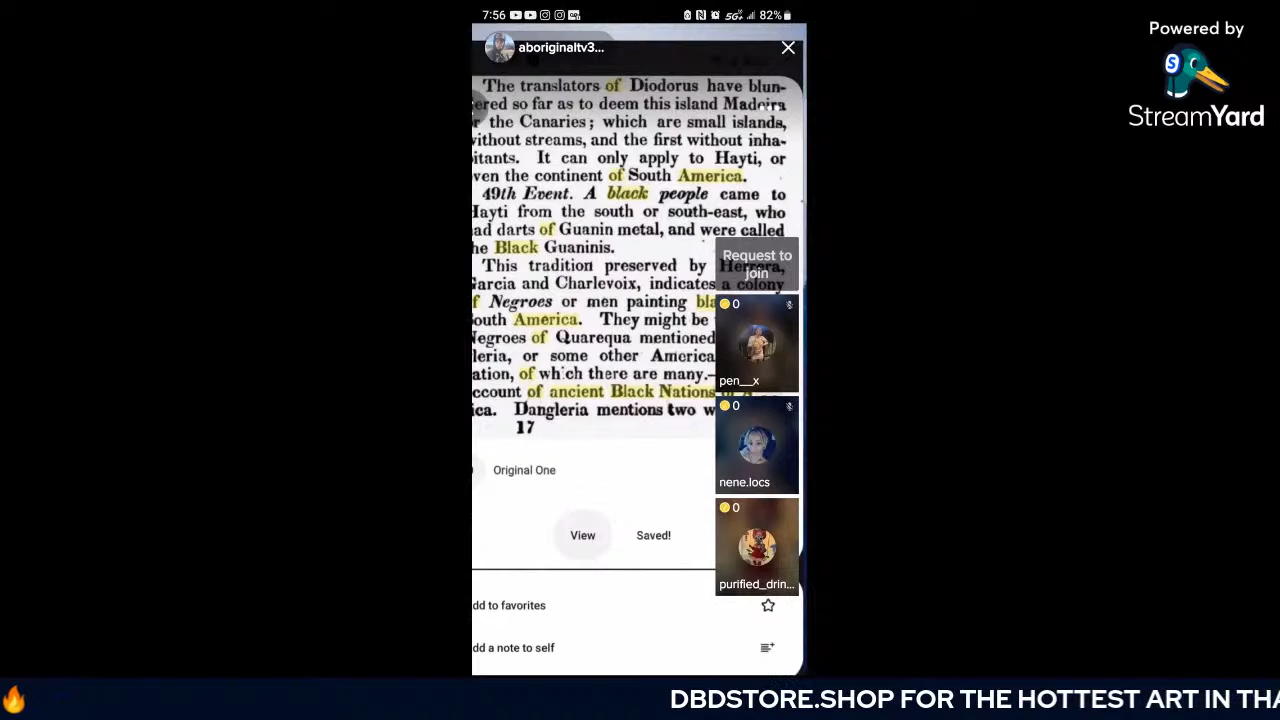 7:56
5G+
82%
Powered by
StreamYard
aboriginaltv3...
The translators of Diodorus have blun-
ered so far as to deem this island Madeira
r the Canaries; which are small islands,
without streams, and the first without inha-
bitants. It can only apply to Hayti, or
ven the continent of South America.
49th Event. A black people came to
Hayti from the south or south-east, who
ad darts of Guanin metal, and were called
he Black Guaninis.
This tradition preserved by Herrera,
Garcia and Charlevoix, indicates a colony
f Negroes or men painting bla
outh America. They might be
Negroes of Quarequa mentioned
leria, or some other America
ation, of which there are many.—
ccount of ancient Black Nations of A
ica. Dangleria mentions two w
17
Request to
join
0
pen__x
0
nene.locs
0
purified_drin...
Original One
View
Saved!
dd to favorites
dd a note to self
DBDSTORE.SHOP FOR THE HOTTEST ART IN THA